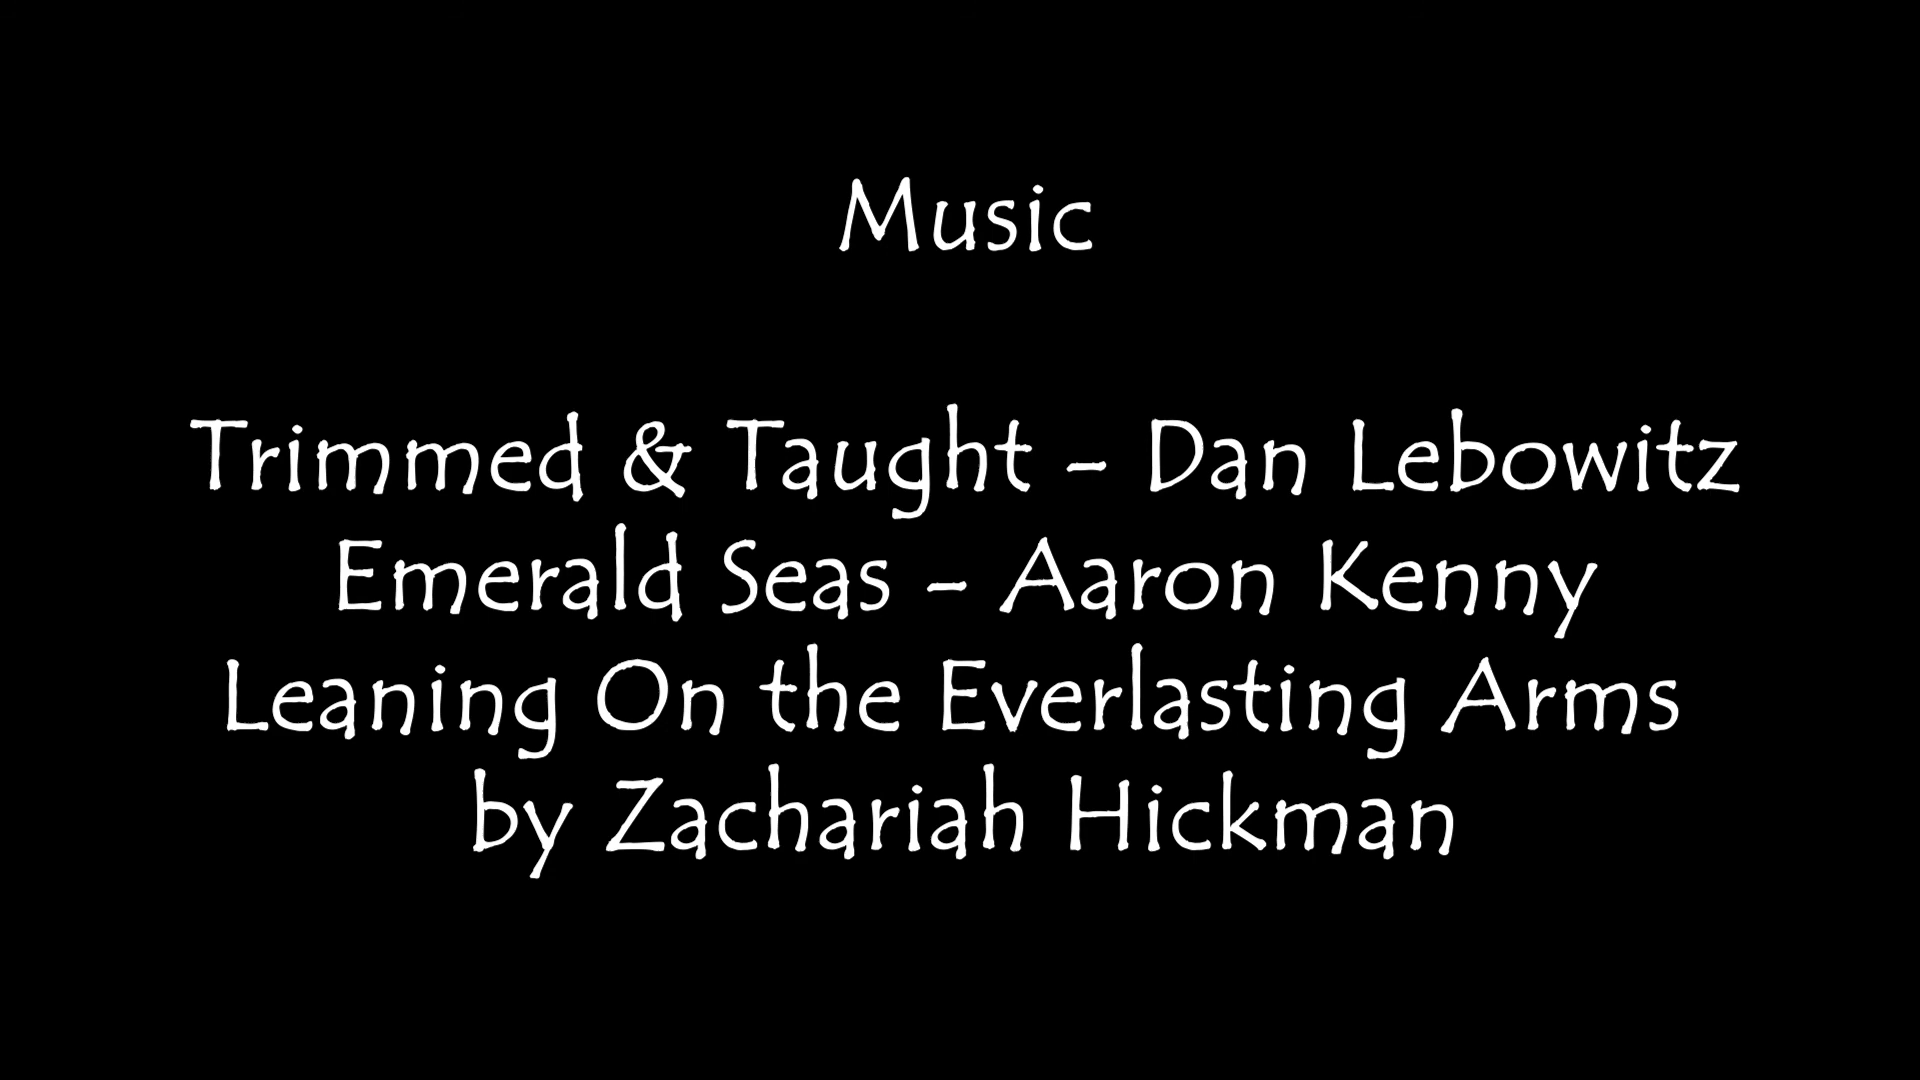 Music
Trimmed & Taught - Dan Lebowitz
Emerald Seas - Aaron Kenny
Leaning On the Everlasting Arms
by Zachariah Hickman